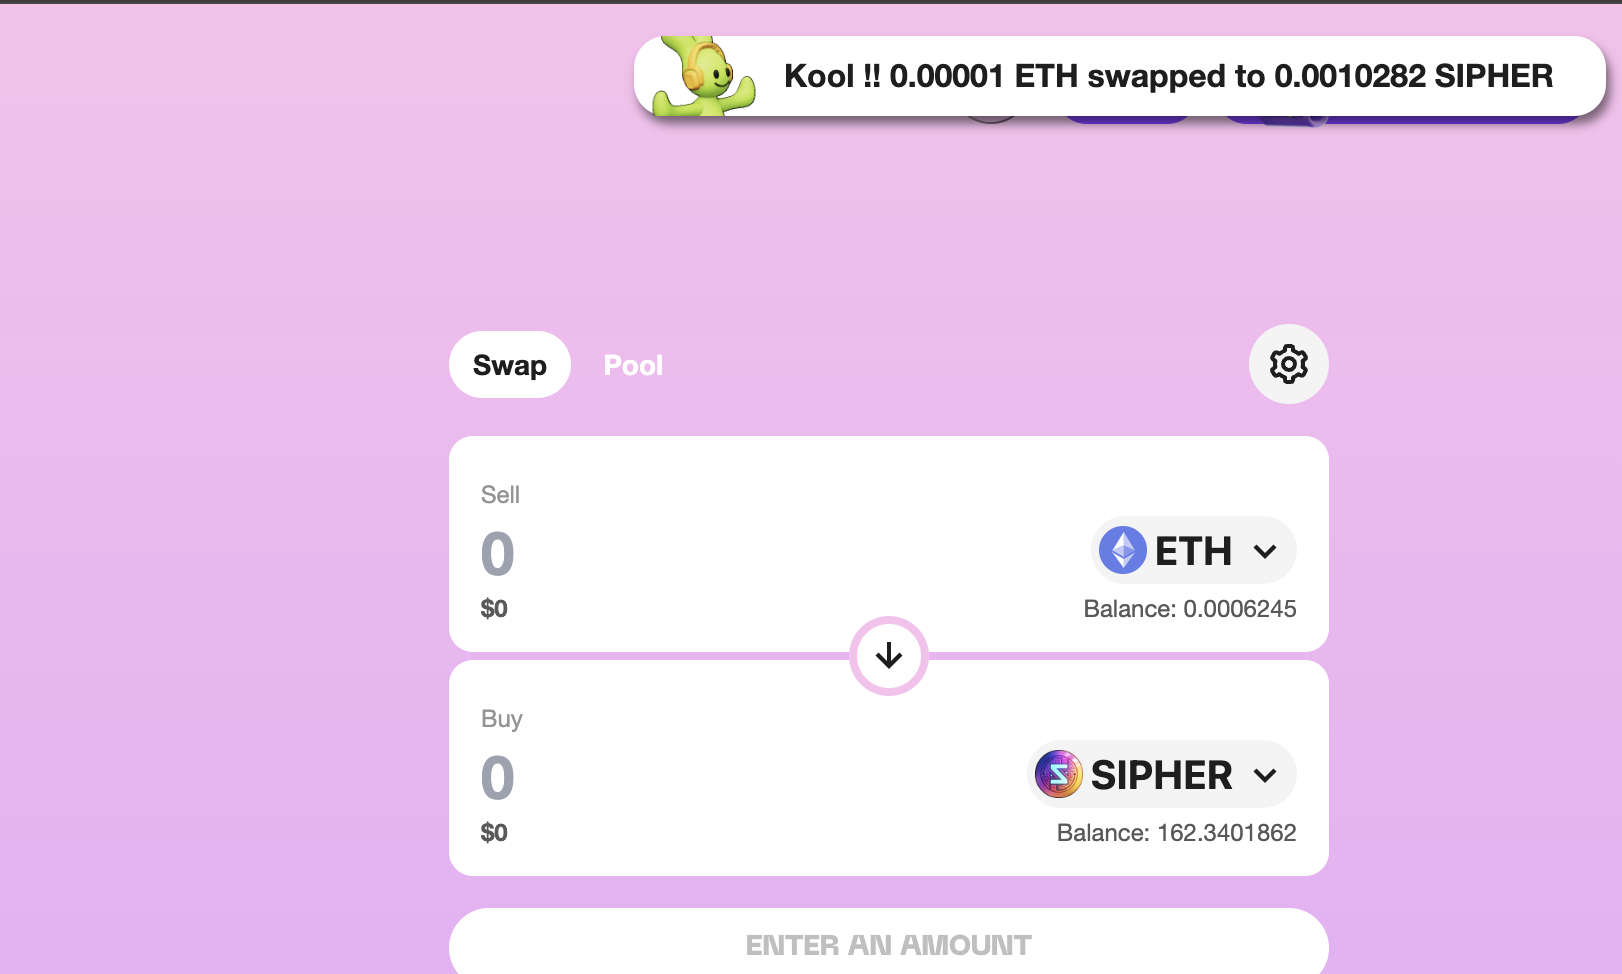 Kool !! 0.00001 ETH swapped to 0.0010282 SIPHER
Swap
Pool
Sell
0
ETH
$0
Balance: 0.0006245
Buy
0
SIPHER
$0
Balance: 162.3401862
ENTER AN AMOUNT